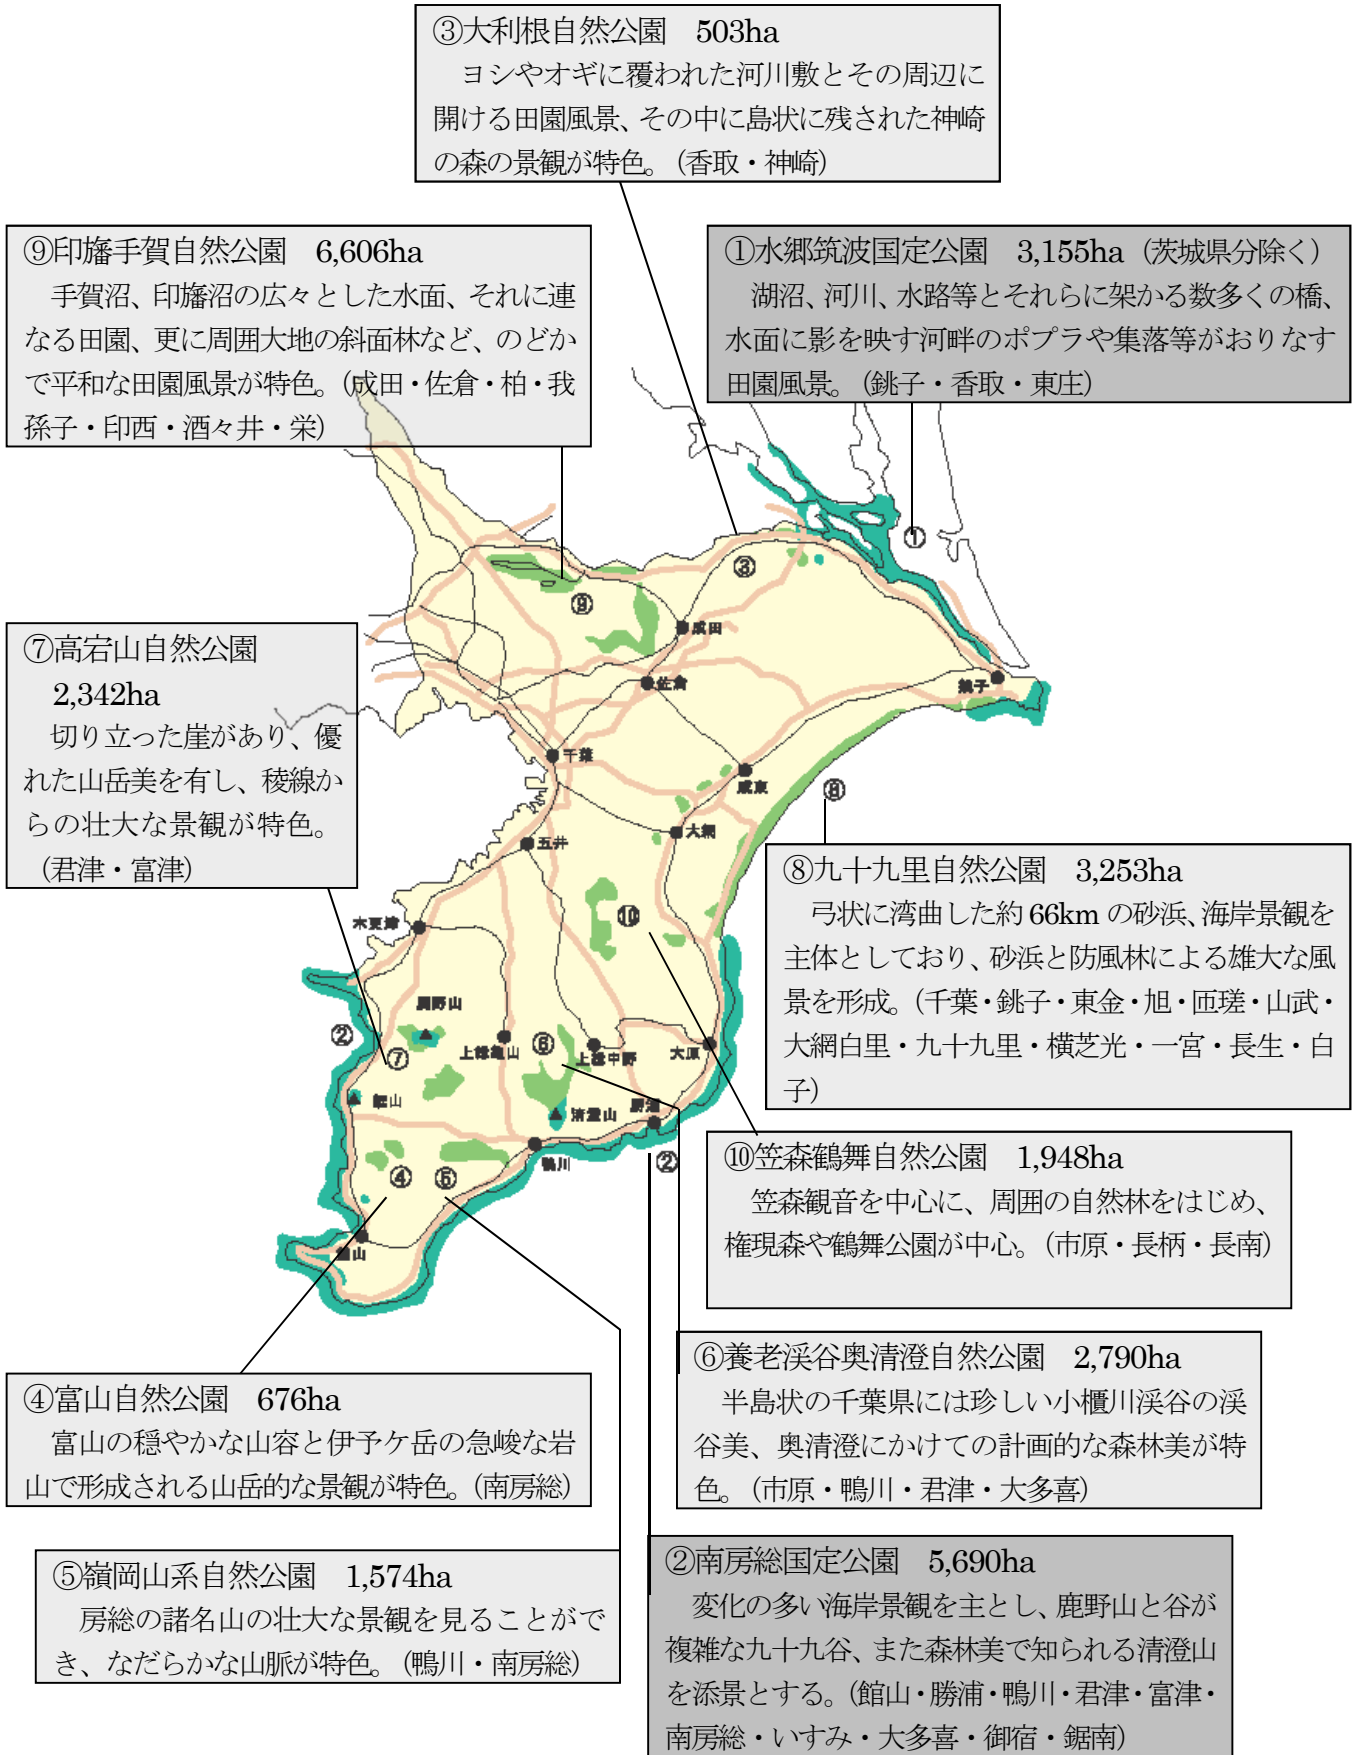 ③大利根自然公園　503ha
ヨシやオギに覆われた河川敷とその周辺に
開ける田園風景、その中に島状に残された神崎
の森の景観が特色。（香取・神崎）
⑨印旛手賀自然公園　6,606ha
手賀沼、印旛沼の広々とした水面、それに連
なる田園、更に周囲大地の斜面林など、のどか
で平和な田園風景が特色。（成田・佐倉・柏・我
孫子・印西・酒々井・栄）
①水郷筑波国定公園　3,155ha（茨城県分除く）
湖沼、河川、水路等とそれらに架かる数多くの橋、
水面に影を映す河畔のポプラや集落等がおりなす
田園風景。（銚子・香取・東庄）
①
③
⑨
成田
佐倉
銚子
⑦高宕山自然公園
2,342ha
切り立った崖があり、優
れた山岳美を有し、稜線か
らの壮大な景観が特色。
（君津・富津）
千葉
成東
⑧
大網
五井
⑧九十九里自然公園　3,253ha
弓状に湾曲した約66kmの砂浜、海岸景観を
主体としており、砂浜と防風林による雄大な風
景を形成。（千葉・銚子・東金・旭・匝瑳・山武・
大網白里・九十九里・横芝光・一宮・長生・白
子）
⑩
木更津
鹿野山
②
⑦
上総亀山
⑥
上総中野
大原
鋸山
清澄山
勝浦
鴨川
②
④
⑤
館山
⑩笠森鶴舞自然公園　1,948ha
笠森観音を中心に、周囲の自然林をはじめ、
権現森や鶴舞公園が中心。（市原・長柄・長南）
⑥養老渓谷奥清澄自然公園　2,790ha
半島状の千葉県には珍しい小櫃川渓谷の渓
谷美、奥清澄にかけての計画的な森林美が特
色。（市原・鴨川・君津・大多喜）
④富山自然公園　676ha
富山の穏やかな山容と伊予ケ岳の急峻な岩
山で形成される山岳的な景観が特色。（南房総）
⑤嶺岡山系自然公園　1,574ha
房総の諸名山の壮大な景観を見ることがで
き、なだらかな山脈が特色。（鴨川・南房総）
②南房総国定公園　5,690ha
変化の多い海岸景観を主とし、鹿野山と谷が
複雑な九十九谷、また森林美で知られる清澄山
を添景とする。（館山・勝浦・鴨川・君津・富津・
南房総・いすみ・大多喜・御宿・鋸南）